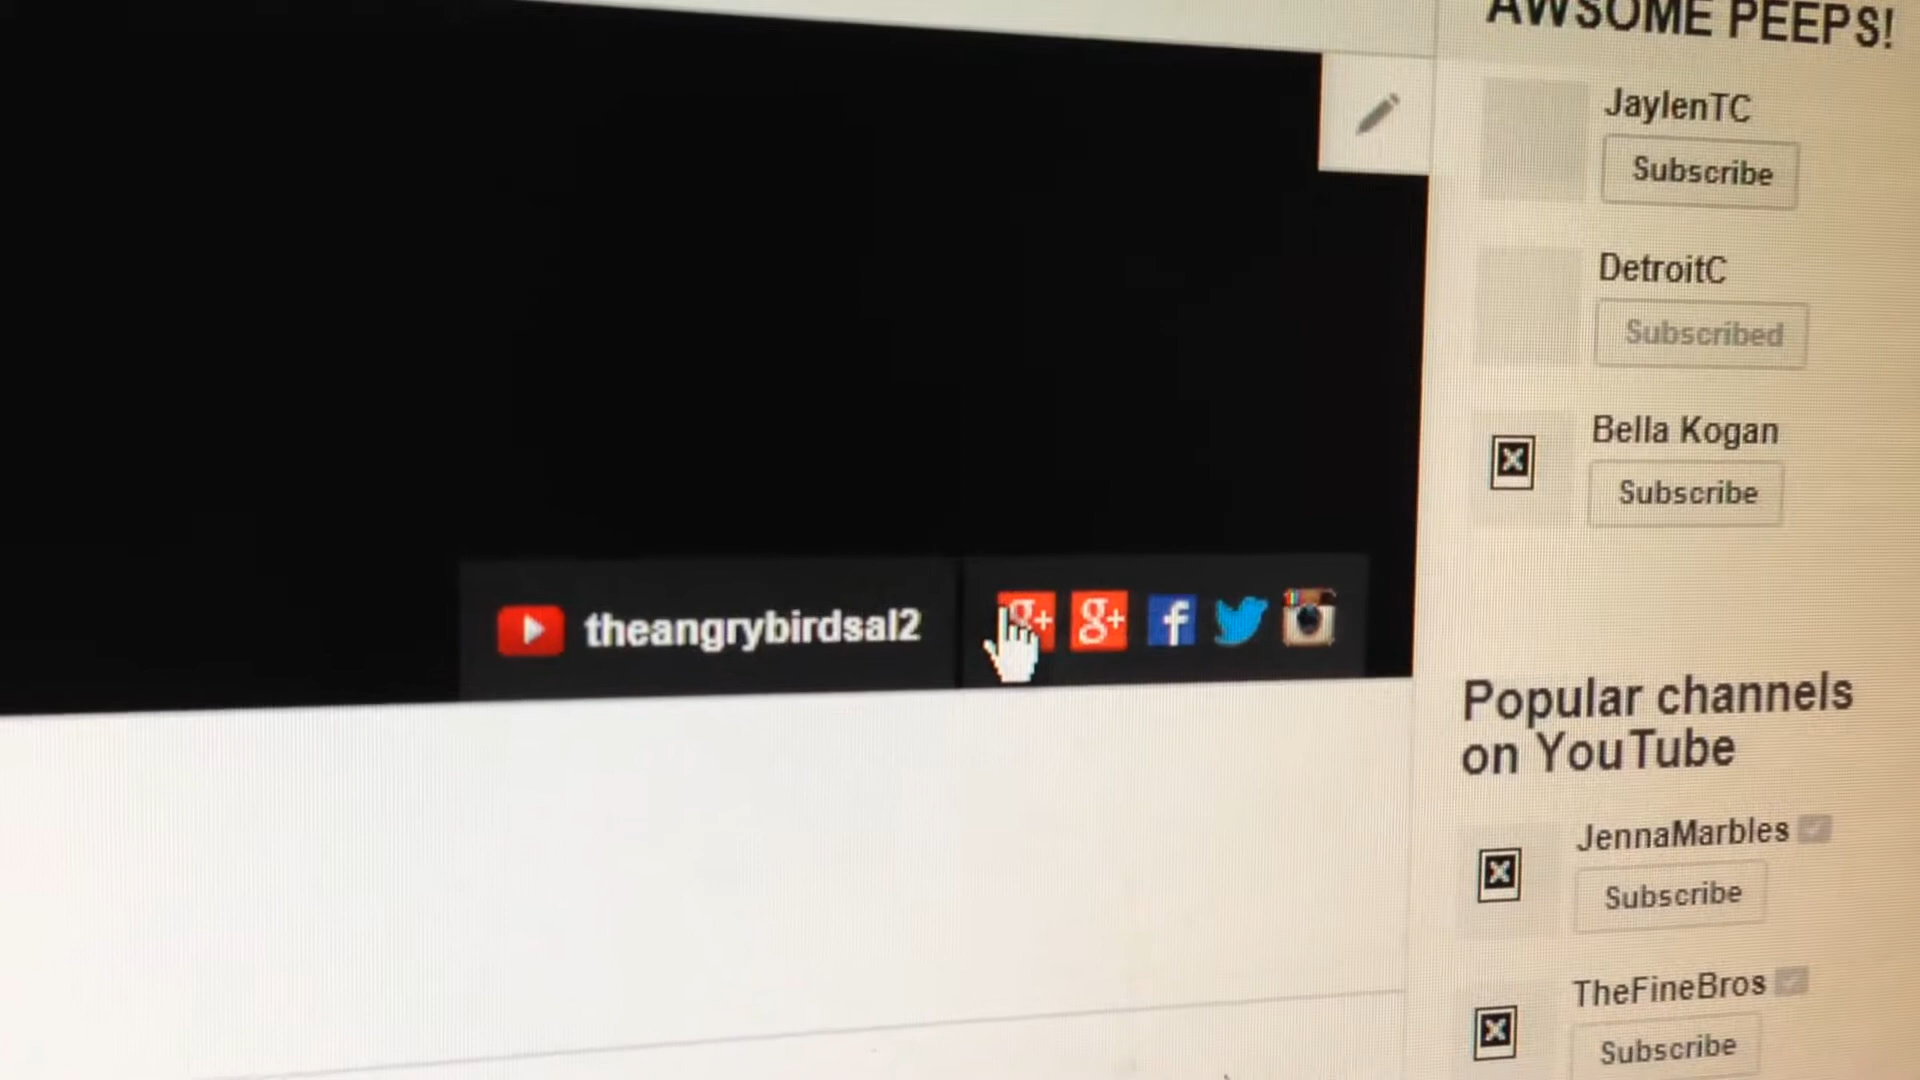 AWSOME PEEPS!
JaylenTC
Subscribe
DetroitC
Subscribed
Bella Kogan
Subscribe
theangrybirdsal2
g+
g+
f
Popular channels
on YouTube
JennaMarbles
Subscribe
TheFineBros
Subscribe